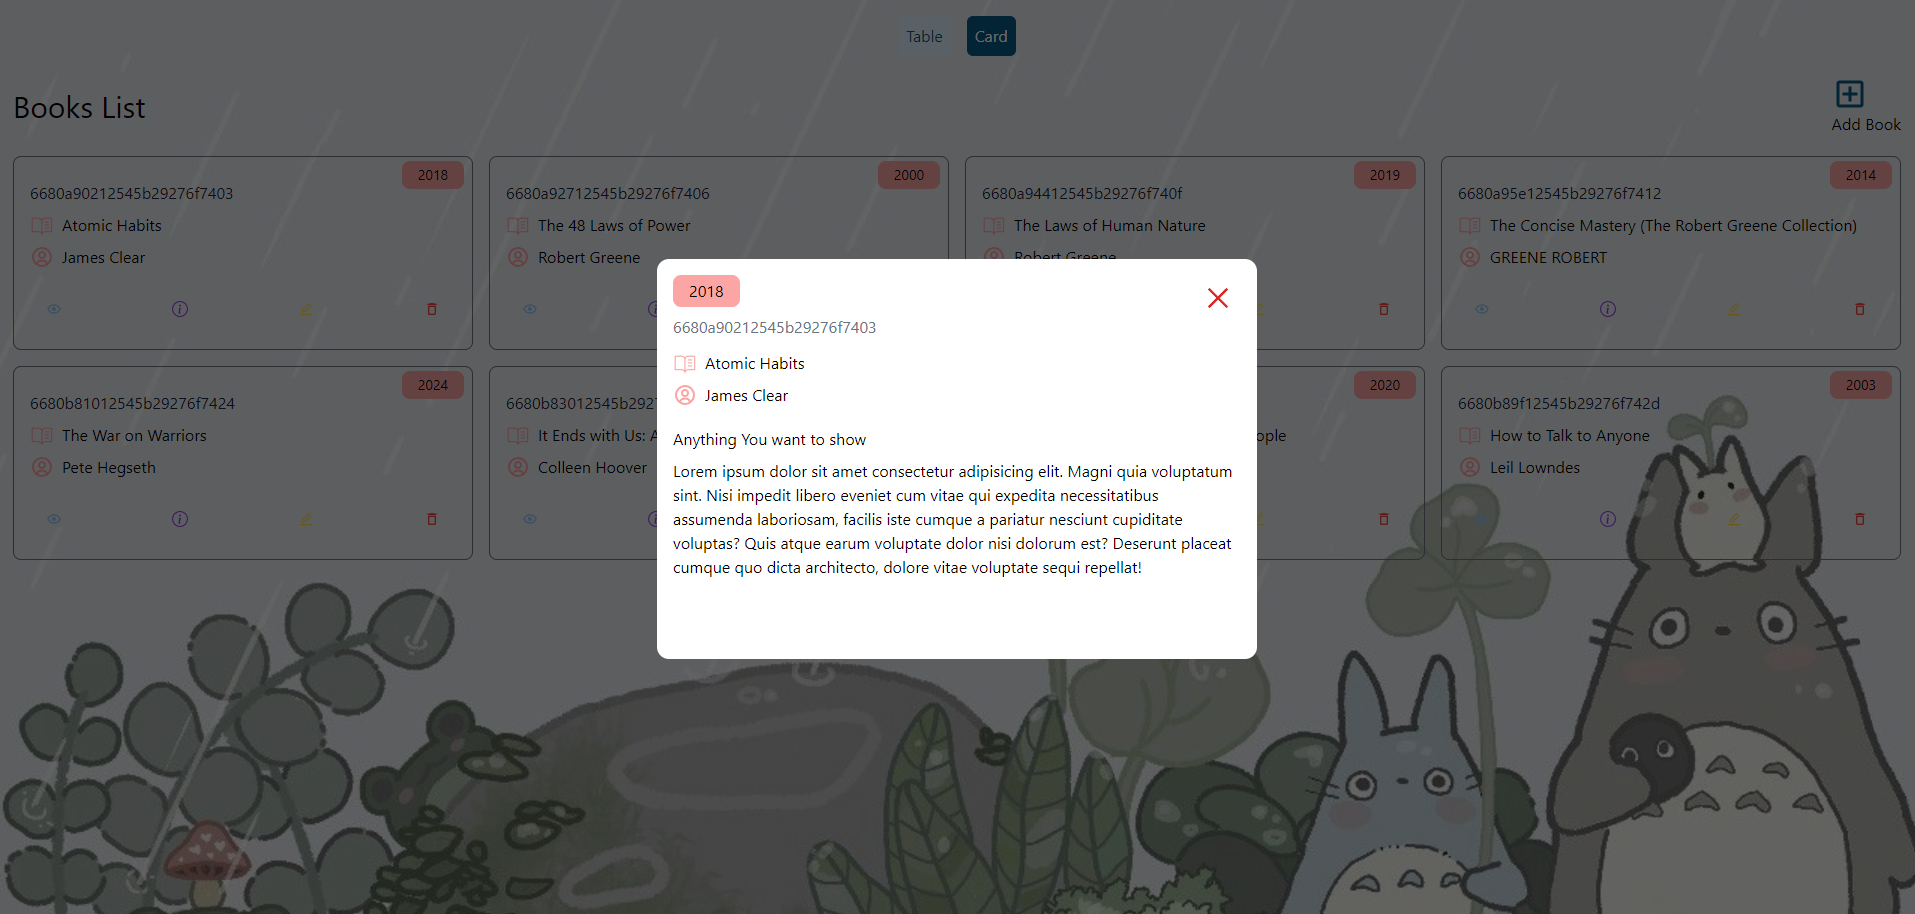 Table
Card
Books List
Add Book
2018
6680a90212545b29276f7403
Atomic Habits
James Clear
2000
6680a92712545b29276f7406
The 48 Laws of Power
Robert Greene
2019
6680a94412545b29276f740f
The Laws of Human Nature
Robert Greene
2014
6680a95e12545b29276f7412
The Concise Mastery (The Robert Greene Collection)
GREENE ROBERT
2018
6680a90212545b29276f7403
Atomic Habits
James Clear
Anything You want to show
Lorem ipsum dolor sit amet consectetur adipisicing elit. Magni quia voluptatum
sint. Nisi impedit libero eveniet cum vitae qui expedita necessitatibus
assumenda laboriosam, facilis iste cumque a pariatur nesciunt cupiditate
voluptas? Quis atque earum voluptate dolor nisi dolorum est? Deserunt placeat
cumque quo dicta architecto, dolore vitae voluptate sequi repellat!
2024
6680b81012545b29276f7424
The War on Warriors
Pete Hegseth
6680b83012545b2927
It Ends with Us: A
Colleen Hoover
2020
ople
2003
6680b89f12545b29276f742d
How to Talk to Anyone
Leil Lowndes